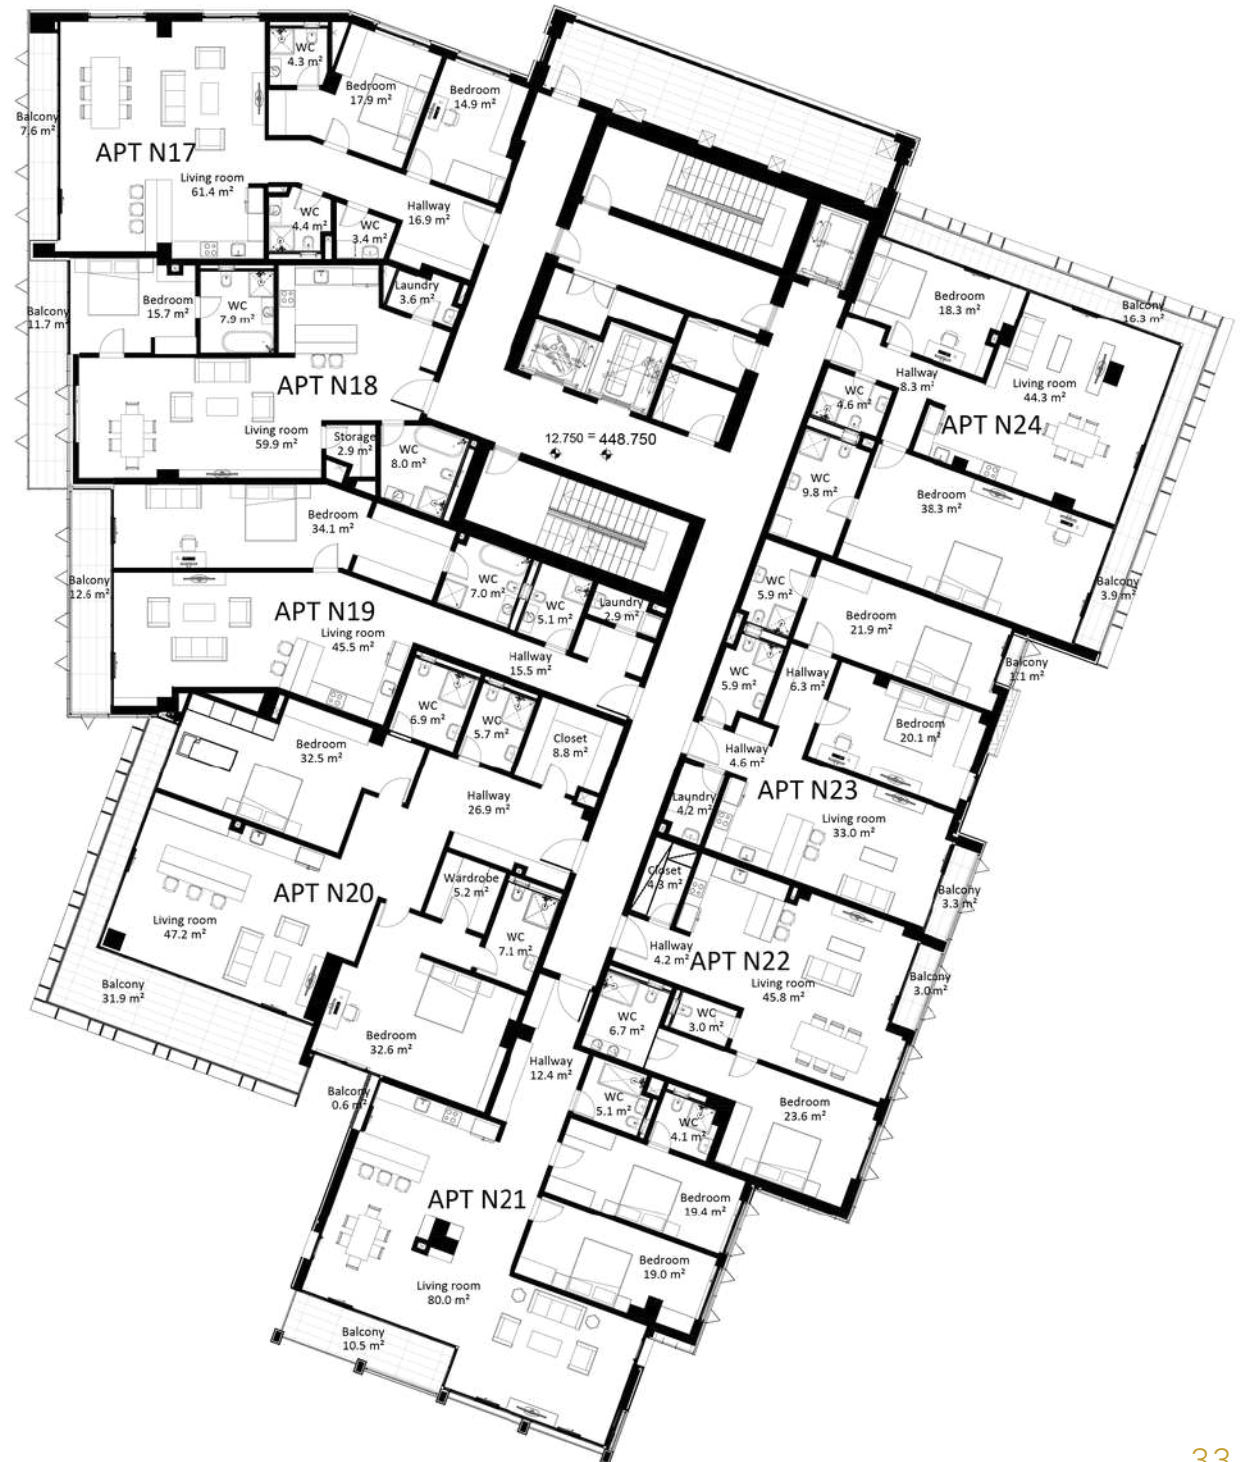 WC
4.3 m²
Bedroom
17.9 m²
Bedroom
14.9 m²
Balcony
7.6 m²
APT N17
Living room
61.4 m²
WC
4.4 m²
WC
3.4 m²
Hallway
16.9 m²
Balcony
11.7 m²
Bedroom
15.7 m²
WC
7.9 m²
Laundry
3.6 m²
APT N18
Living room
59.9 m²
Storage
2.9 m²
WC
8.0 m²
12.750 = 448.750
Bedroom
18.3 m²
Balcony
16.3 m²
Hallway
8.3 m²
Living room
44.3 m²
WC
4.6 m²
APT N24
WC
9.8 m²
Bedroom
38.3 m²
Balcony
3.9 m²
Bedroom
34.1 m²
Balcony
12.6 m²
APT N19
Living room
45.5 m²
WC
7.0 m²
WC
5.1 m²
Laundry
2.9 m²
Hallway
15.5 m²
WC
5.9 m²
Bedroom
21.9 m²
Balcony
1.1 m²
WC
5.9 m²
Hallway
6.3 m²
Bedroom
20.1 m²
Hallway
4.6 m²
APT N23
Laundry
4.2 m²
Living room
33.0 m²
Balcony
3.3 m²
WC
6.9 m²
WC
5.7 m²
Closet
8.8 m²
Bedroom
32.5 m²
Hallway
26.9 m²
APT N20
Wardrobe
5.2 m²
Living room
47.2 m²
WC
7.1 m²
Balcony
31.9 m²
Bedroom
32.6 m²
Closet
4.3 m²
Hallway
4.2 m²
APT N22
Living room
45.8 m²
Balcony
3.0 m²
WC
6.7 m²
WC
3.0 m²
Bedroom
23.6 m²
Hallway
12.4 m²
Balcony
0.6 m²
WC
5.1 m²
WC
4.1 m²
APT N21
Bedroom
19.4 m²
Bedroom
19.0 m²
Living room
80.0 m²
Balcony
10.5 m²
33